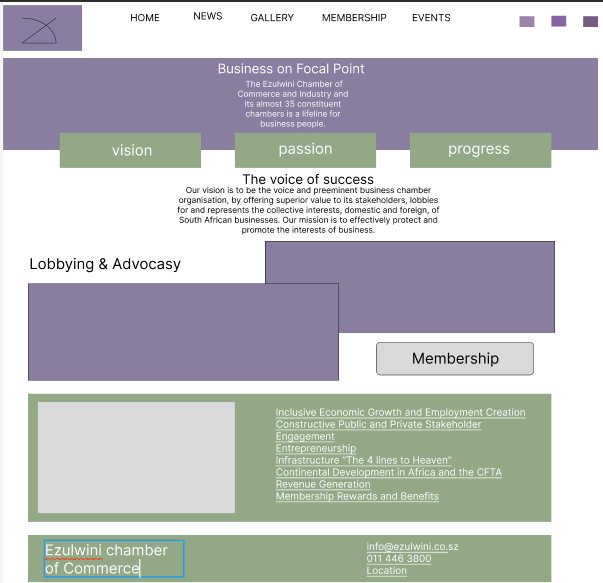 HOME
NEWS
GALLERY
MEMBERSHIP
EVENTS
Business on Focal Point
The Ezulwini Chamber of
Commerce and Industry and
its almost 35 constituent
chambers is a lifeline for
business people.
vision
passion
progress
The voice of success
Our vision is to be the voice and preeminent business chamber
organisation, by offering superior value to its stakeholders, lobbies
for and represents the collective interests, domestic and foreign, of
South African businesses. Our mission is to effectively protect and
promote the interests of business.
Lobbying & Advocasy
Membership
Inclusive Economic Growth and Employment Creation
Constructive Public and Private Stakeholder
Engagement
Entrepreneurship
Infrastructure "The 4 lines to Heaven"
Continental Development in Africa and the CFTA
Revenue Generation
Membership Rewards and Benefits
Ezulwini chamber
of Commerce
info@ezulwini.co.sz
011 446 3800
Location